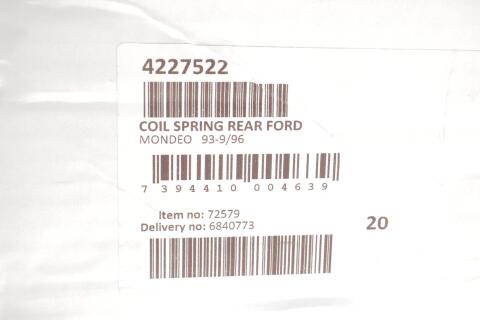 4227522
COIL SPRING REAR FORD
MONDEO 93-9/96
7 394410 004639
Item no: 72579
Delivery no: 6840773
20